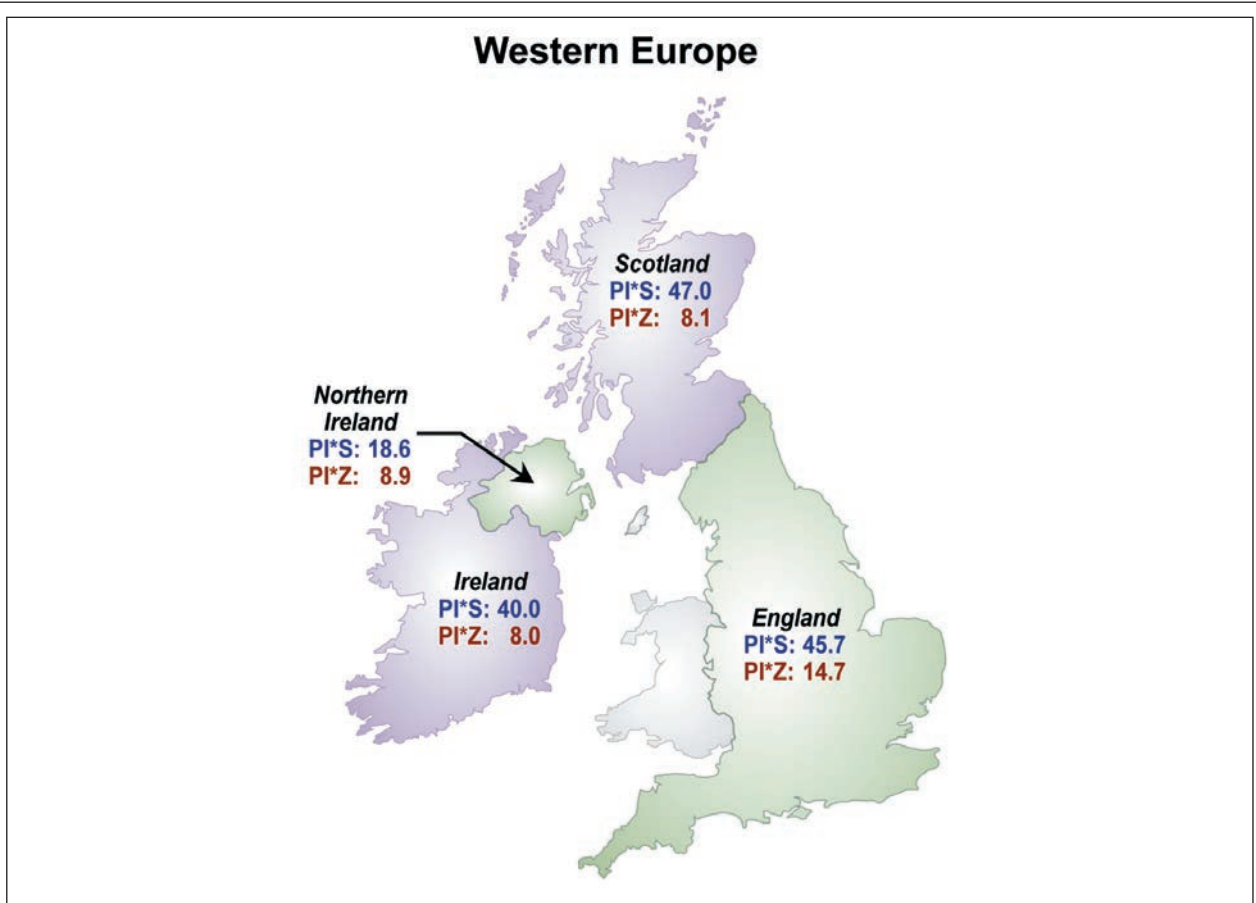 Western Europe
Scotland
PI*S: 47.0
PI*Z: 8.1
Northern
Ireland
PI*S: 18.6
PI*Z: 8.9
Ireland
PI*S: 40.0
PI*Z: 8.0
England
PI*S: 45.7
PI*Z: 14.7